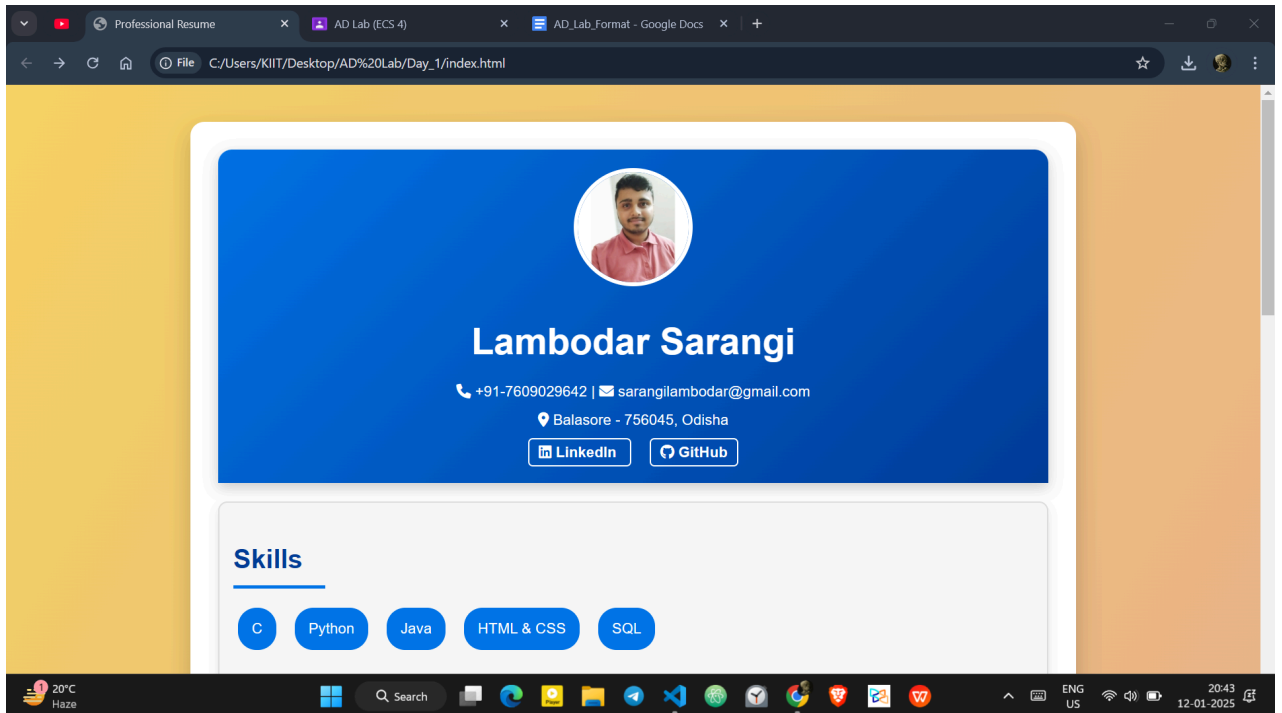 Professional Resume
AD Lab (ECS 4)
AD_Lab_Format - Google Docs
File C:/Users/KIIT/Desktop/AD%20Lab/Day_1/index.html
Lambodar Sarangi
+91-7609029642 | sarangilambodar@gmail.com
Balasore - 756045, Odisha
LinkedIn GitHub
Skills
C Python Java HTML & CSS SQL
1
20°C
Haze
Search
Player
ENG
US
20:43
12-01-2025